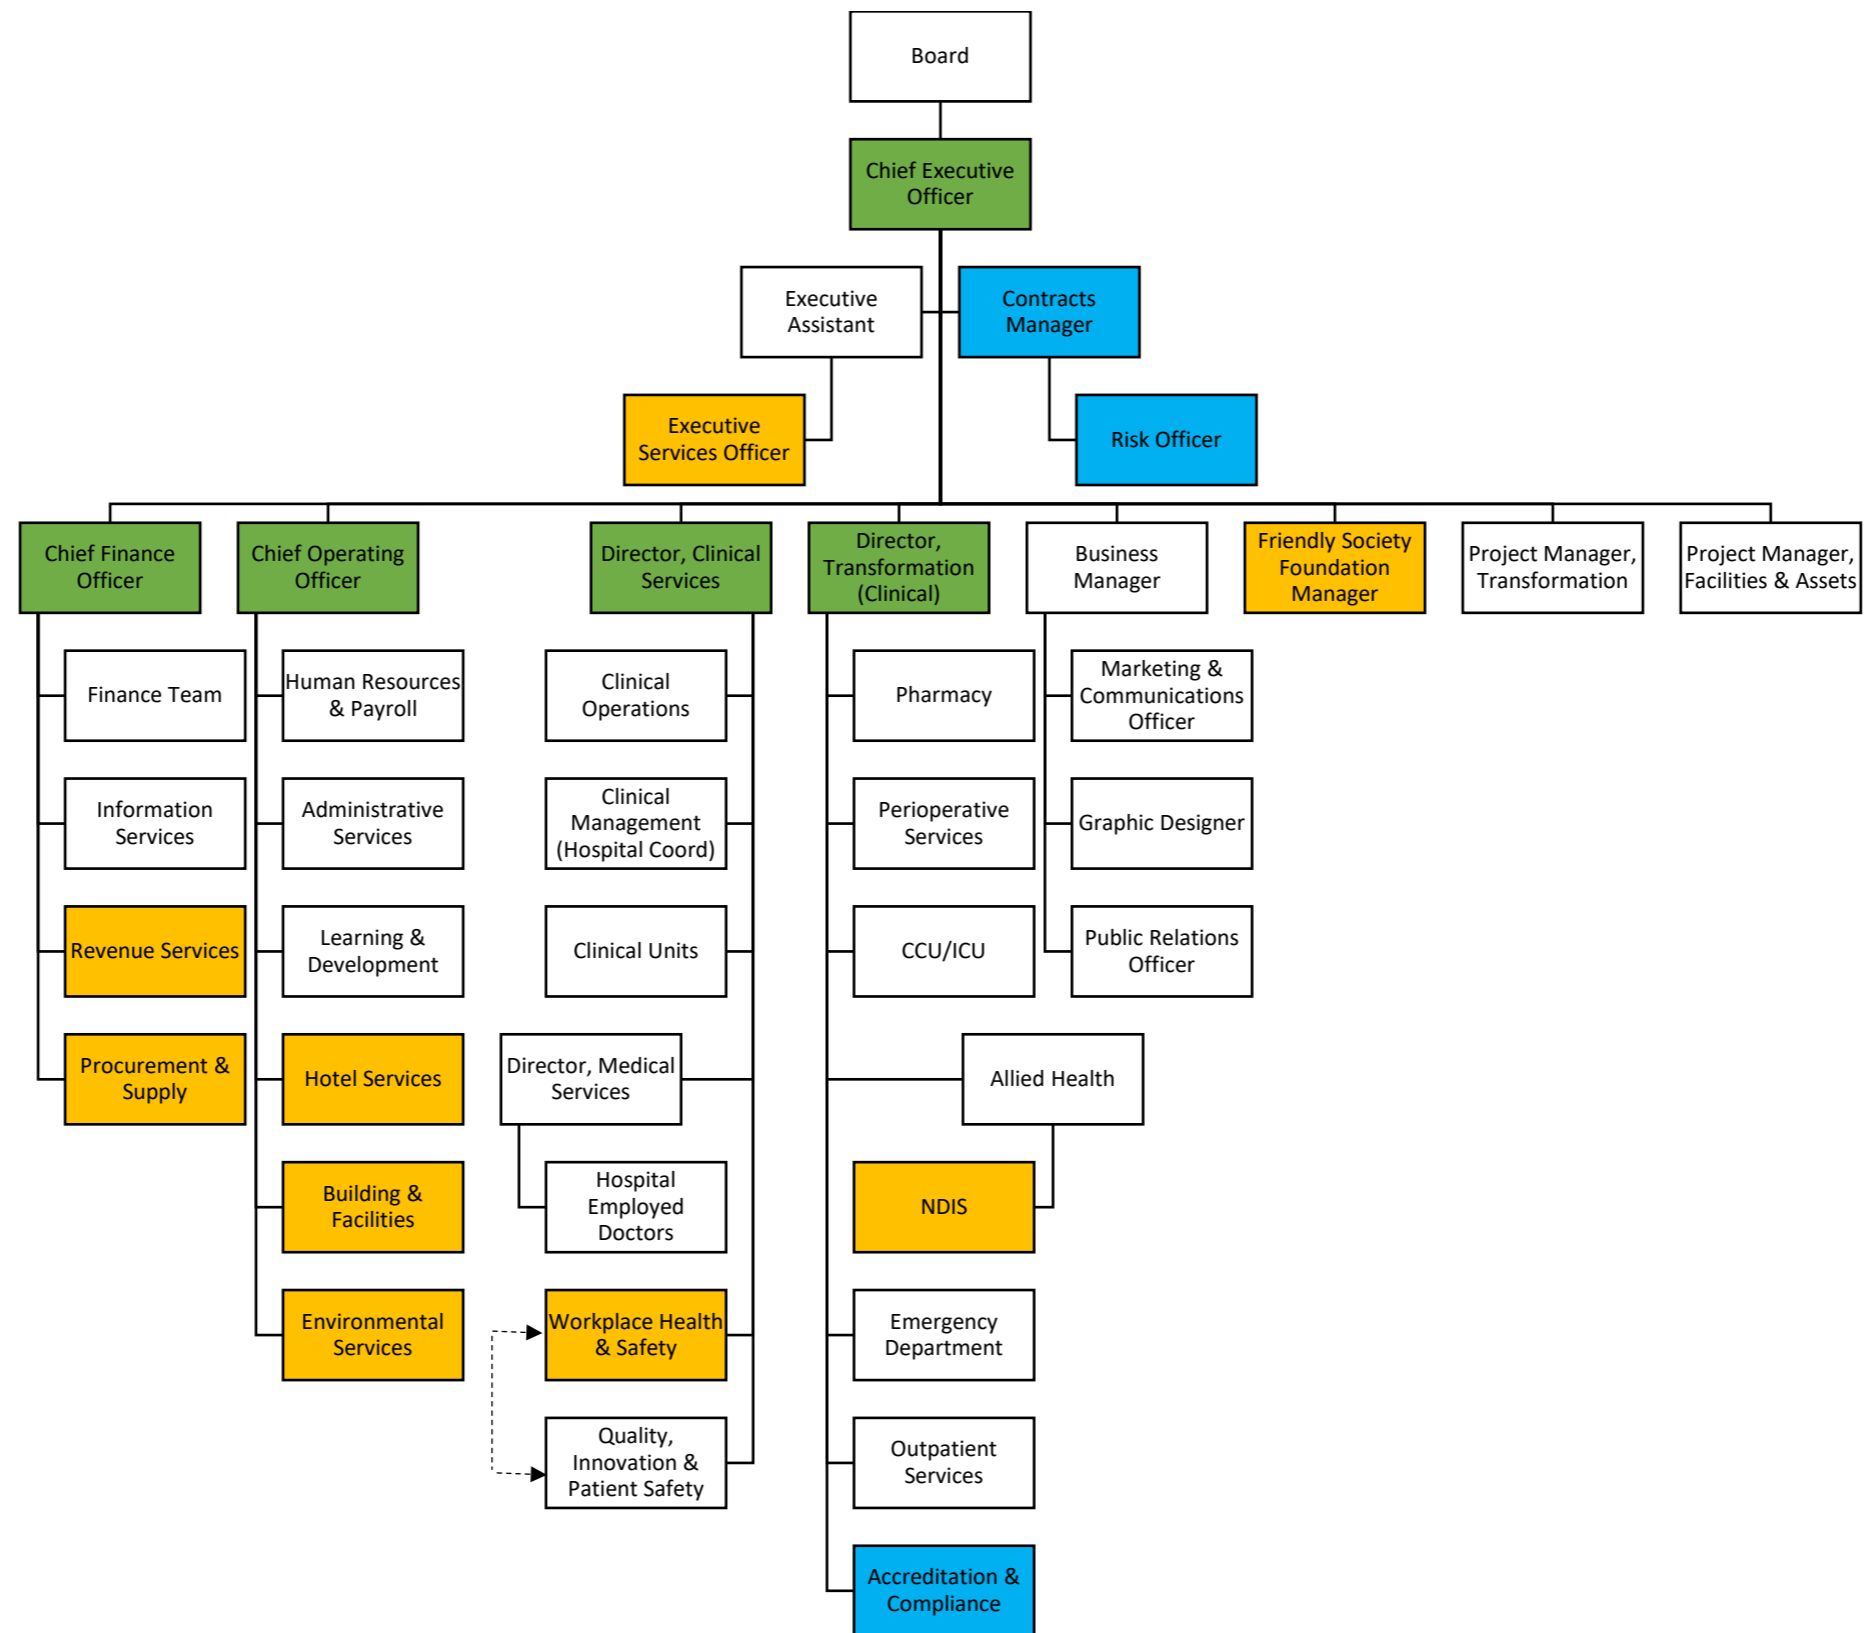 Board
Chief Executive
Officer
Executive
Assistant
Contracts
Manager
Executive
Services Officer
Risk Officer
Chief Finance
Officer
Chief Operating
Officer
Director, Clinical
Services
Director,
Transformation
(Clinical)
Business
Manager
Friendly Society
Foundation
Manager
Project Manager,
Transformation
Project Manager,
Facilities & Assets
Finance Team
Human Resources
& Payroll
Clinical
Operations
Pharmacy
Marketing &
Communications
Officer
Information
Services
Administrative
Services
Clinical
Management
(Hospital Coord)
Perioperative
Services
Graphic Designer
Revenue Services
Learning &
Development
Clinical Units
CCU/ICU
Public Relations
Officer
Procurement &
Supply
Hotel Services
Director, Medical
Services
Allied Health
Building &
Facilities
Hospital
Employed
Doctors
NDIS
Environmental
Services
Workplace Health
& Safety
Emergency
Department
Quality,
Innovation &
Patient Safety
Outpatient
Services
Accreditation &
Compliance